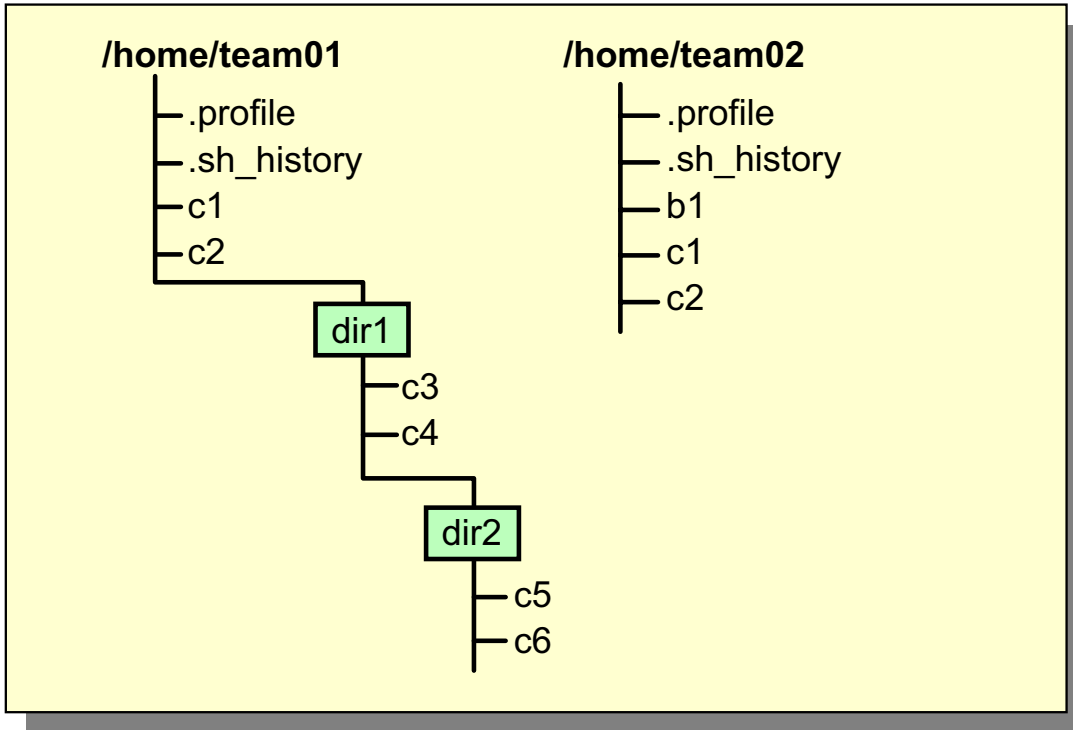 /home/team01
.profile
.sh_history
c1
c2
dir1
c3
c4
dir2
c5
c6
/home/team02
.profile
.sh_history
b1
c1
c2